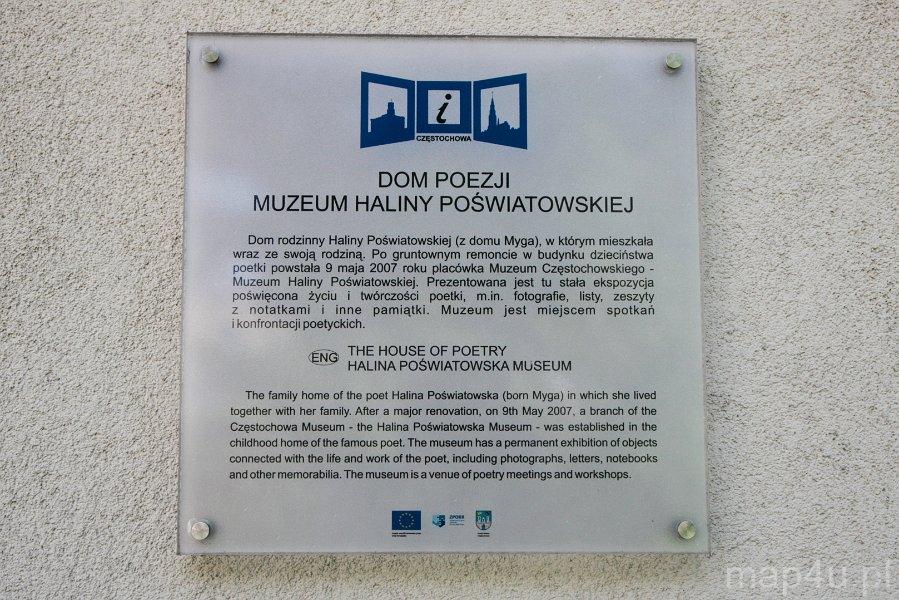 i
CZĘSTOCHOWA
DOM POEZJI
MUZEUM HALINY POŚWIATOWSKIEJ
Dom rodzinny Haliny Poświatowskiej (z domu Myga), w którym mieszkała
wraz ze swoją rodziną. Po gruntownym remoncie w budynku dzieciństwa
poetki powstała 9 maja 2007 roku placówka Muzeum Częstochowskiego -
Muzeum Haliny Poświatowskiej. Prezentowana jest tu stała ekspozycja
poświęcona życiu i twórczości poetki, m.in. fotografie, listy, zeszyty
z notatkami i inne pamiątki. Muzeum jest miejscem spotkań
i konfrontacji poetyckich.
ENG THE HOUSE OF POETRY
HALINA POŚWIATOWSKA MUSEUM
The family home of the poet Halina Poświatowska (born Myga) in which she lived
together with her family. After a major renovation, on 9th May 2007, a branch of the
Częstochowa Museum - the Halina Poświatowska Museum - was established in the
childhood home of the famous poet. The museum has a permanent exhibition of objects
connected with the life and work of the poet, including photographs, letters, notebooks
and other memorabilia. The museum is a venue of poetry meetings and workshops.
ZPORR
map4u.pl